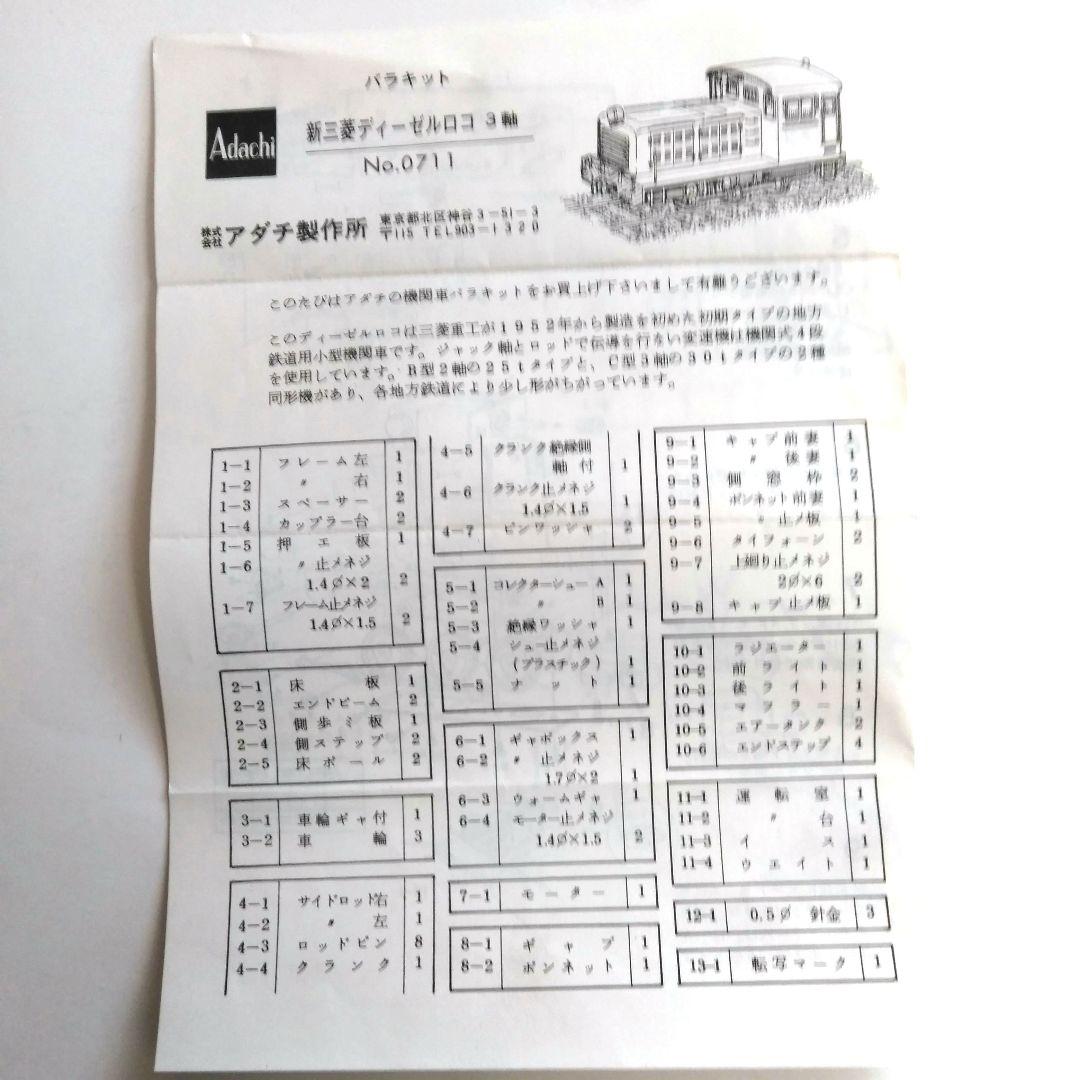 バラキット
Adachi
新三菱ディーゼルロコ 3軸
No.0711
株式会社 アダチ製作所
東京都北区神谷3-51-3
〒115 TEL903-1320
このたびはアダチの機関車バラキットをお買上げ下さいまして有難うございます。
このディーゼルロコは三菱重工が1952年から製造を初めた初期タイプの地方
鉄道用小型機関車です。ジャック軸とロッドで伝導を行ない変速機は機関式4段
を使用しています。B型2軸の25tタイプと、C型3軸の30tタイプの2種
同形機があり、各地方鉄道により少し形がちがっています。
1-1 フレーム左 1
1-2 〃 右 1
1-3 スペーサー 2
1-4 カップラー台 2
1-5 押エ板 1
1-6 〃止メネジ
1.4∅×2 2
1-7 フレーム止メネジ
1.4∅×1.5 2
2-1 床板 1
2-2 エンドビーム 2
2-3 側歩ミ板 1
2-4 側ステップ 2
2-5 床ボール 2
3-1 車輪ギャ付 1
3-2 車輪 3
4-1 サイドロット右 1
4-2 〃 左 1
4-3 ロッドピン 8
4-4 クランク 1
4-5 クランク絶縁側
軸付 1
4-6 クランク止メネジ
1.4∅×1.5 1
4-7 ピンワッシャ 2
5-1 コレクターシュー A 1
5-2 〃 B 1
5-3 絶縁ワッシャ 1
5-4 シュー止メネジ
(プラスチック) 1
5-5 ナット 1
6-1 ギャボックス 1
6-2 〃 止メネジ
1.7∅×2 1
6-3 ウォームギャ 1
6-4 モーター止メネジ
1.4∅×1.5 2
7-1 モーター 1
8-1 キャブ 1
8-2 ボンネット 1
9-1 キャブ前妻 1
9-2 〃 後妻 1
9-3 側窓枠 2
9-4 ボンネット前妻 1
9-5 〃 止メ板 1
9-6 タイフォーン 2
9-7 上廻り止メネジ
2∅×6 2
9-8 キャブ止メ板 1
10-1 ラジエーター 1
10-2 前ライト 1
10-3 後ライト 1
10-4 マフラー 1
10-5 エアータンク 2
10-6 エンドステップ 4
11-1 運転室 1
11-2 〃 台 1
11-3 イス 1
11-4 ウエイト 1
12-1 0.5∅ 針金 3
13-1 転写マーク 1